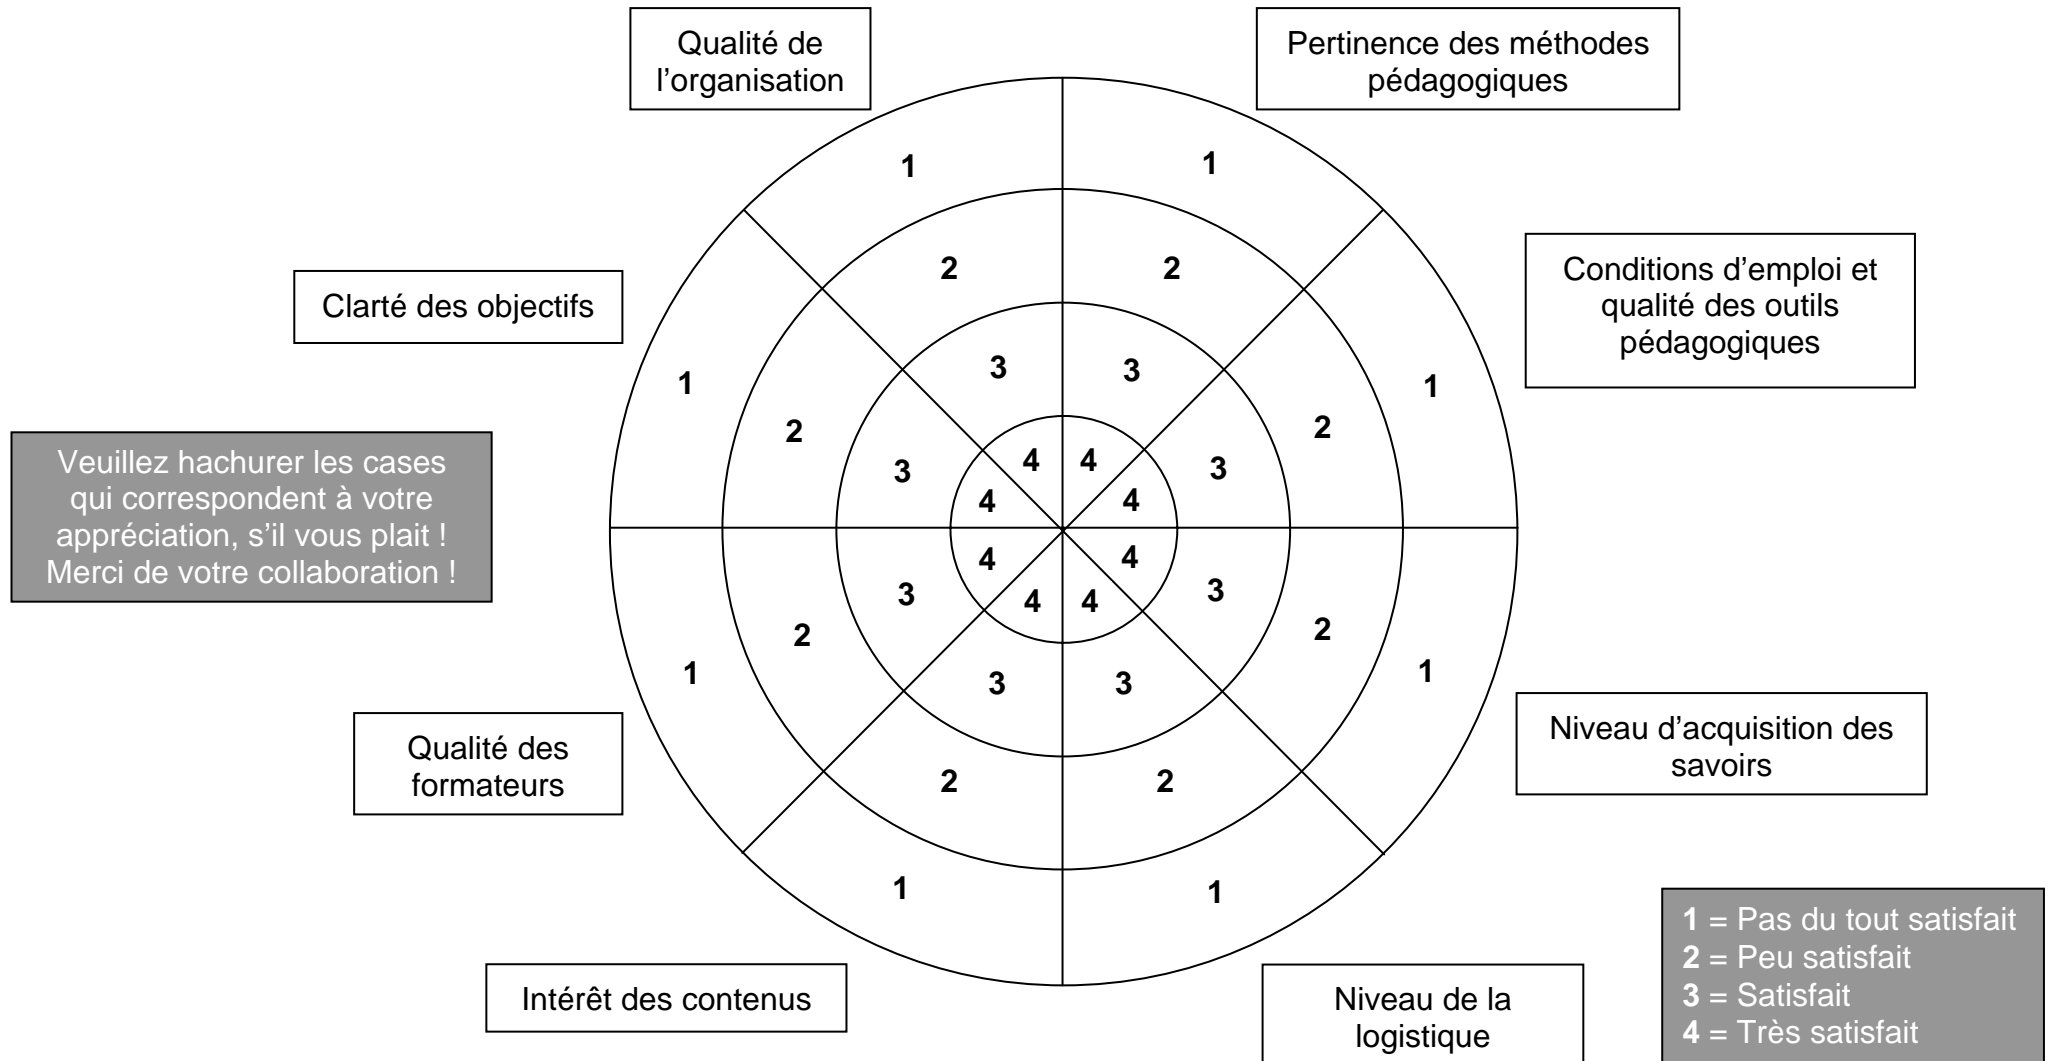 Qualité de
l’organisation
Pertinence des méthodes
pédagogiques
1
1
2
2
Clarté des objectifs
Conditions d’emploi et
qualité des outils
pédagogiques
3
3
1
1
2
2
3
3
4
4
4
4
Veuillez hachurer les cases
qui correspondent à votre
appréciation, s’il vous plait !
Merci de votre collaboration !
4
4
4
4
3
3
2
2
1
1
3
3
Qualité des
formateurs
Niveau d’acquisition des
savoirs
2
2
1
1
Intérêt des contenus
Niveau de la
logistique
1 = Pas du tout satisfait
2 = Peu satisfait
3 = Satisfait
4 = Très satisfait